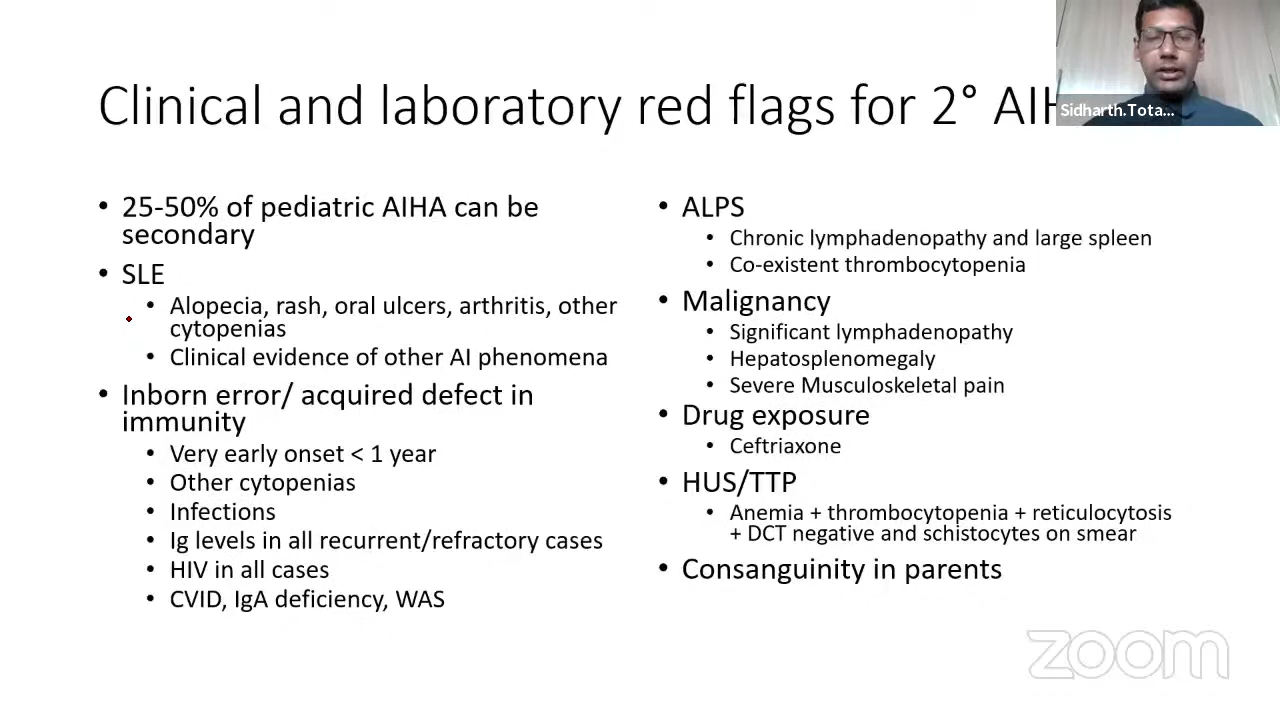 Clinical and laboratory red flags for 2° AIH
Sidharth.Tota...
• 25-50% of pediatric AIHA can be
secondary
• SLE
• Alopecia, rash, oral ulcers, arthritis, other
cytopenias
• Clinical evidence of other AI phenomena
• Inborn error/ acquired defect in
immunity
• Very early onset < 1 year
• Other cytopenias
• Infections
• Ig levels in all recurrent/refractory cases
• HIV in all cases
• CVID, IgA deficiency, WAS
• ALPS
• Chronic lymphadenopathy and large spleen
• Co-existent thrombocytopenia
• Malignancy
• Significant lymphadenopathy
• Hepatosplenomegaly
• Severe Musculoskeletal pain
• Drug exposure
• Ceftriaxone
• HUS/TTP
• Anemia + thrombocytopenia + reticulocytosis
+ DCT negative and schistocytes on smear
• Consanguinity in parents
zoom